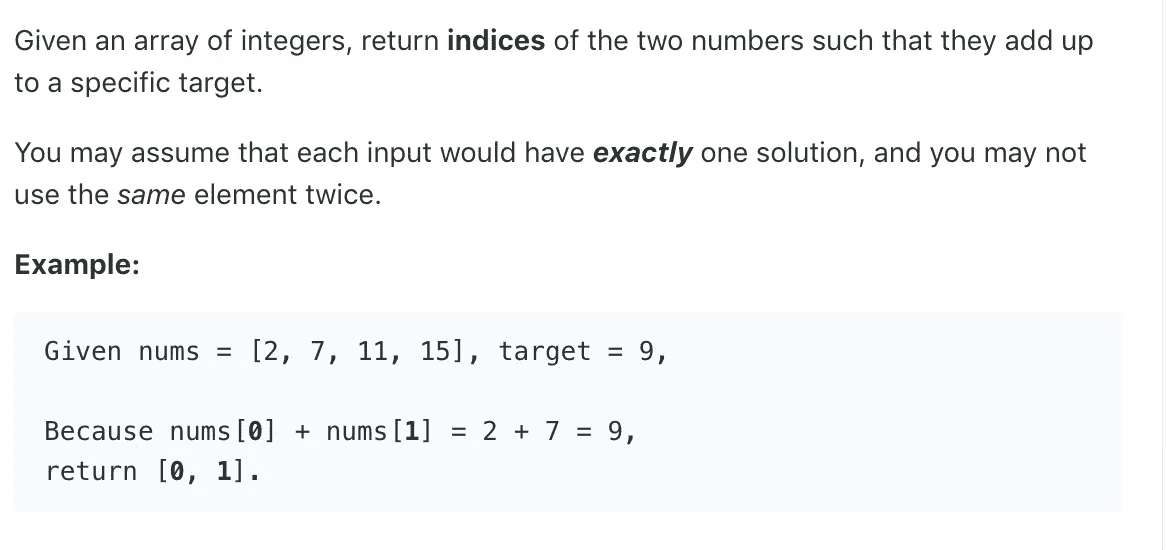 Given an array of integers, return indices of the two numbers such that they add up
to a specific target.
You may assume that each input would have exactly one solution, and you may not
use the same element twice.
Example:
Given nums = [2, 7, 11, 15], target = 9,
Because nums[0] + nums[1] = 2 + 7 = 9,
return [0, 1].